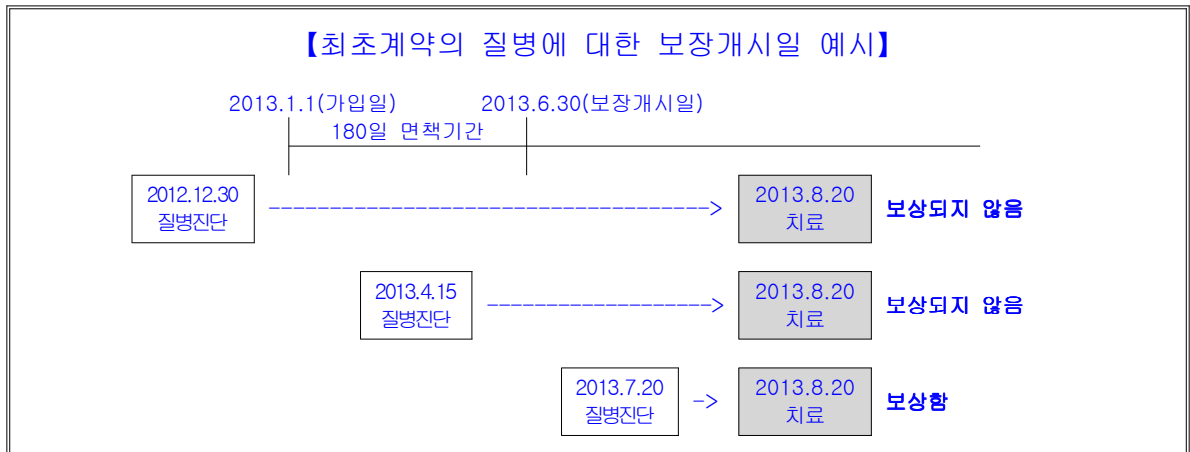 【최초계약의 질병에 대한 보장개시일 예시】
2013.1.1(가입일) 2013.6.30(보장개시일)
180일 면책기간
2012.12.30
질병진단
-------------------------------------->
2013.8.20
치료
보상되지 않음
2013.4.15
질병진단
--------------------->
2013.8.20
치료
보상되지 않음
2013.7.20
질병진단
->
2013.8.20
치료
보상함